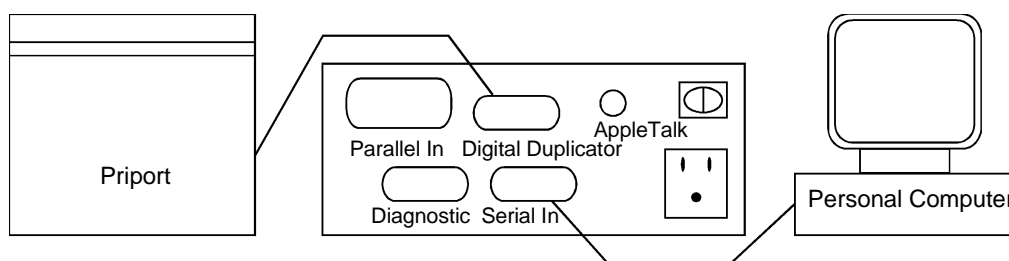 Priport
Parallel In
Digital Duplicator
AppleTalk
Diagnostic
Serial In
Personal Computer